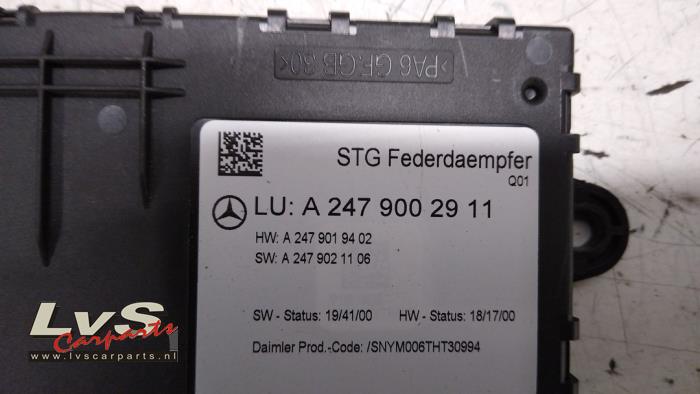 >PA6 GF.GB 30<
STG Federdaempfer
Q01
LU: A 247 900 29 11
HW: A 247 901 94 02
SW: A 247 902 11 06
SW - Status: 19/41/00 HW - Status: 18/17/00
Daimler Prod.-Code: /SNYM006THT30994
LvS
Carparts
www.lvscarparts.nl